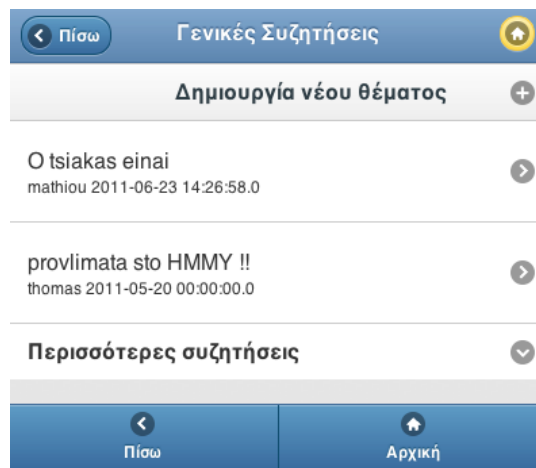 Πίσω Γενικές Συζητήσεις
Δημιουργία νέου θέματος
O tsiakas einai
mathiou 2011-06-23 14:26:58.0
provlimata sto HMMY !!
thomas 2011-05-20 00:00:00.0
Περισσότερες συζητήσεις
Πίσω Αρχική